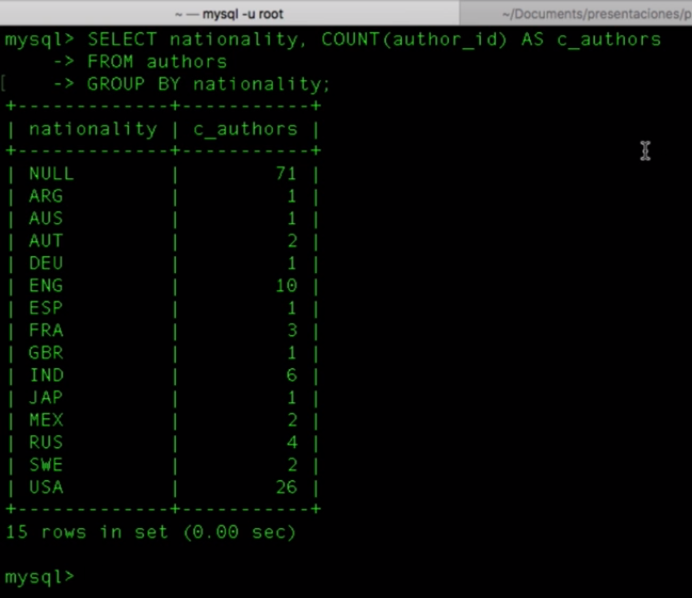 ~ — mysql -u root
~/Documents/presentaciones/p
mysql> SELECT nationality, COUNT(author_id) AS c_authors
    -> FROM authors
[    -> GROUP BY nationality;
+-------------+-----------+
| nationality | c_authors |
+-------------+-----------+
| NULL        |        71 |
| ARG         |         1 |
| AUS         |         1 |
| AUT         |         2 |
| DEU         |         1 |
| ENG         |        10 |
| ESP         |         1 |
| FRA         |         3 |
| GBR         |         1 |
| IND         |         6 |
| JAP         |         1 |
| MEX         |         2 |
| RUS         |         4 |
| SWE         |         2 |
| USA         |        26 |
+-------------+-----------+
15 rows in set (0.00 sec)
mysql>